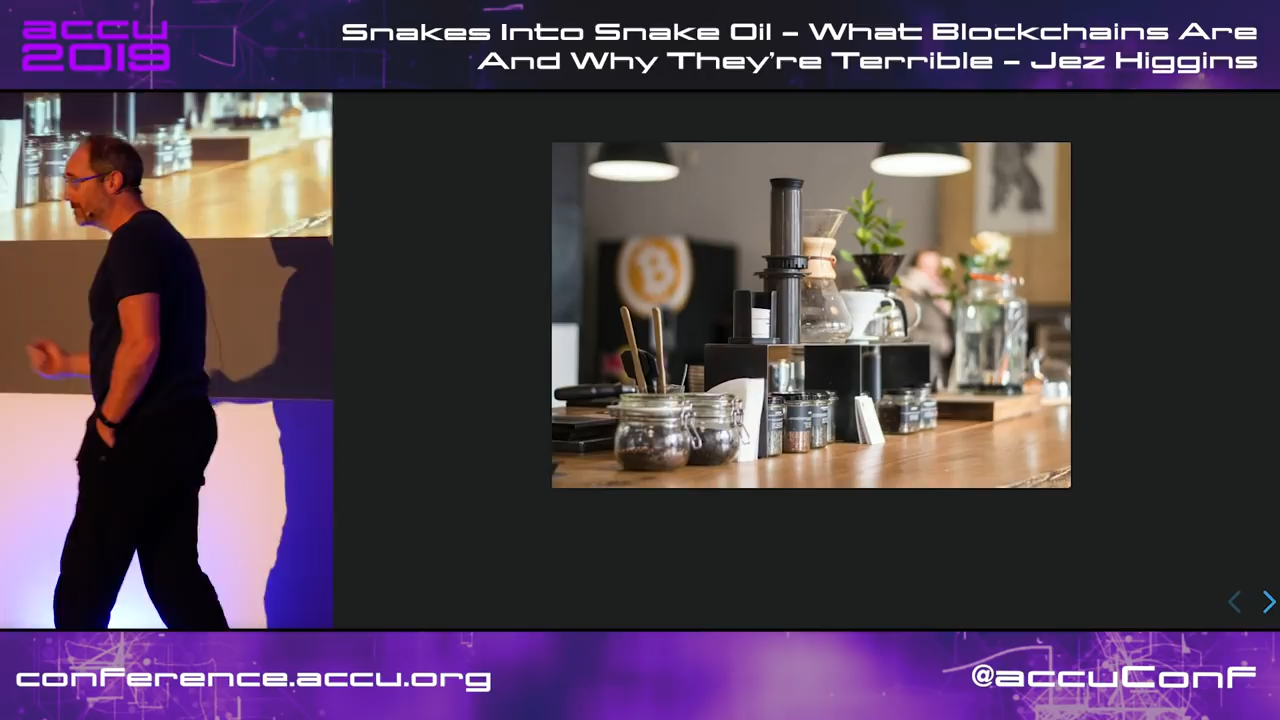 accu
2019
Snakes Into Snake Oil – What Blockchains Are
And Why They're Terrible – Jez Higgins
conference.accu.org
@accuConf